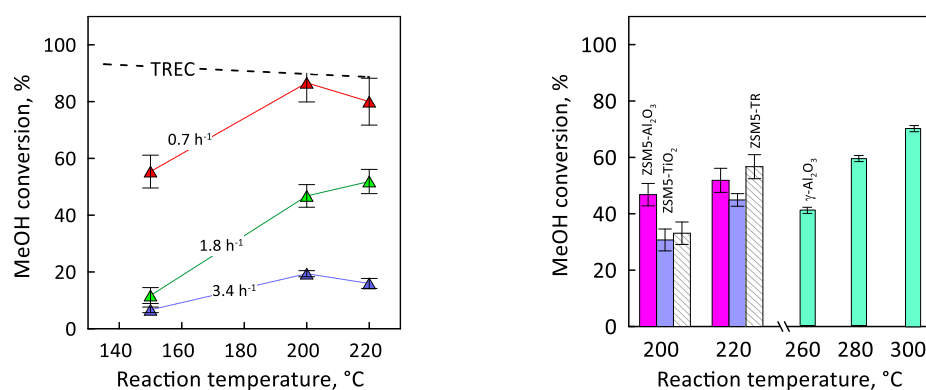 MeOH conversion, %
100
80
60
40
20
0
TREC
0.7 h⁻¹
1.8 h⁻¹
3.4 h⁻¹
140 160 180 200 220
Reaction temperature, °C
MeOH conversion, %
100
80
60
40
20
0
ZSM5-Al₂O₃
ZSM5-TiO₂
ZSM5-TR
γ-Al₂O₃
200 220 260 280 300
Reaction temperature, °C